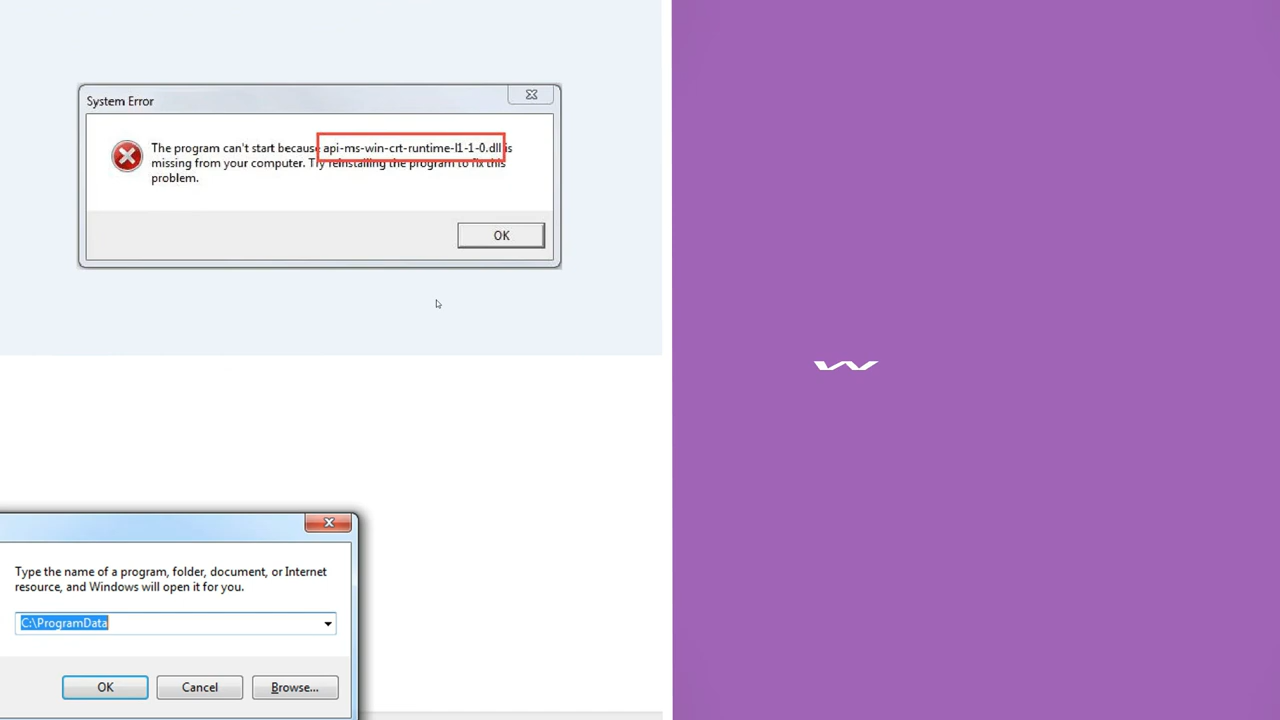 System Error
The program can't start because api-ms-win-crt-runtime-l1-1-0.dll is
missing from your computer. Try reinstalling the program to fix this
problem.
OK
Type the name of a program, folder, document, or Internet
resource, and Windows will open it for you.
C:\ProgramData
OK Cancel Browse...